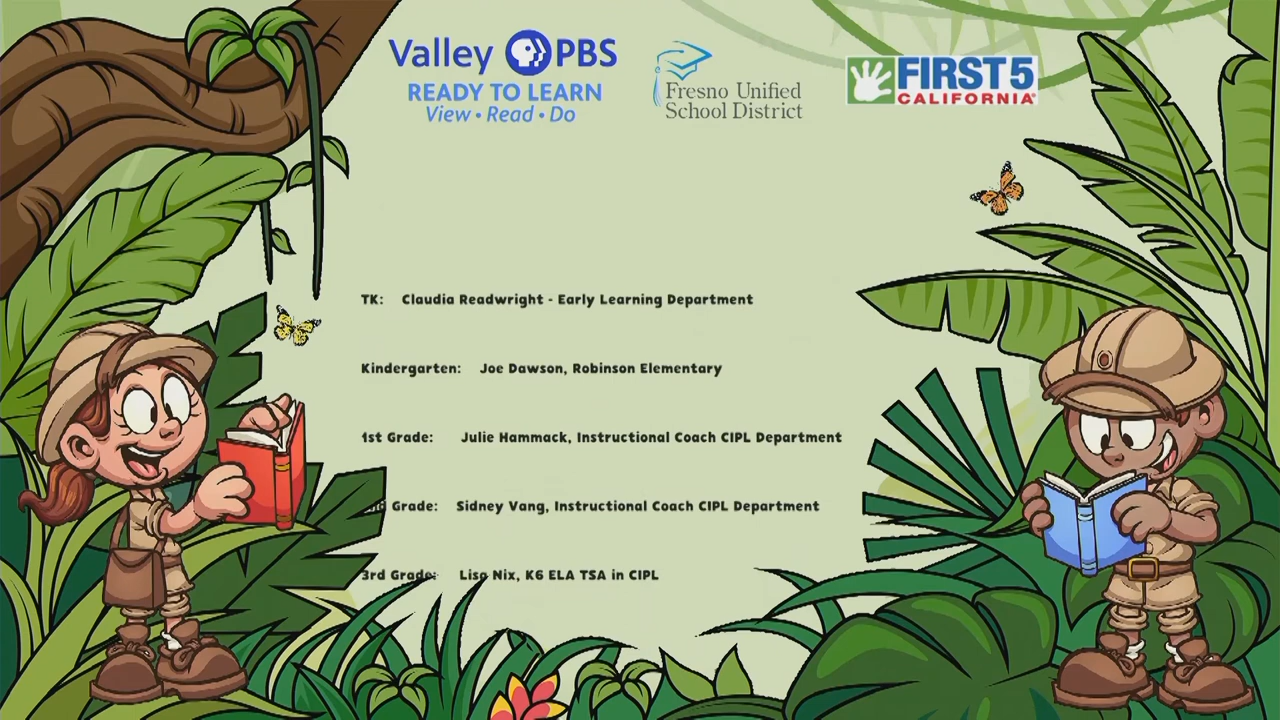 Valley PBS
READY TO LEARN
View • Read • Do
Fresno Unified
School District
FIRST 5
CALIFORNIA
TK: Claudia Readwright - Early Learning Department
Kindergarten: Joe Dawson, Robinson Elementary
1st Grade: Julie Hammack, Instructional Coach CIPL Department
Grade: Sidney Vang, Instructional Coach CIPL Department
3rd Grade: Lisa Nix, K6 ELA TSA in CIPL